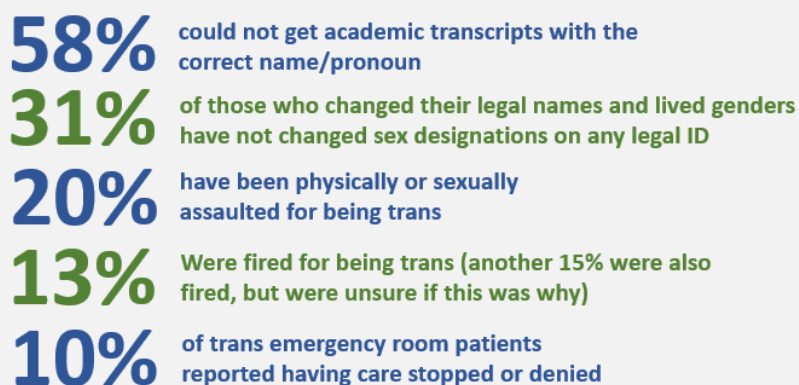 58% could not get academic transcripts with the
correct name/pronoun
31% of those who changed their legal names and lived genders
have not changed sex designations on any legal ID
20% have been physically or sexually
assaulted for being trans
13% Were fired for being trans (another 15% were also
fired, but were unsure if this was why)
10% of trans emergency room patients
reported having care stopped or denied